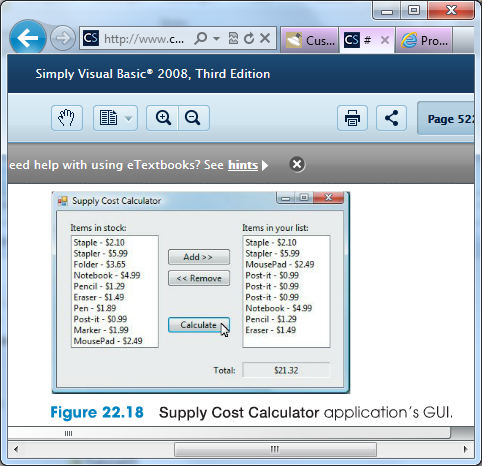 CS http://www.c...
Cus...
CS #
Pro...
Simply Visual Basic® 2008, Third Edition
Page 522
eed help with using eTextbooks? See hints
Supply Cost Calculator
Items in stock:
Staple - $2.10
Stapler - $5.99
Folder - $3.65
Notebook - $4.99
Pencil - $1.29
Eraser - $1.49
Pen - $1.89
Post-it - $0.99
Marker - $1.99
MousePad - $2.49
Add >>
<< Remove
Calculate
Items in your list:
Staple - $2.10
Stapler - $5.99
MousePad - $2.49
Post-it - $0.99
Post-it - $0.99
Post-it - $0.99
Notebook - $4.99
Pencil - $1.29
Eraser - $1.49
Total:
$21.32
Figure 22.18 Supply Cost Calculator application's GUI.